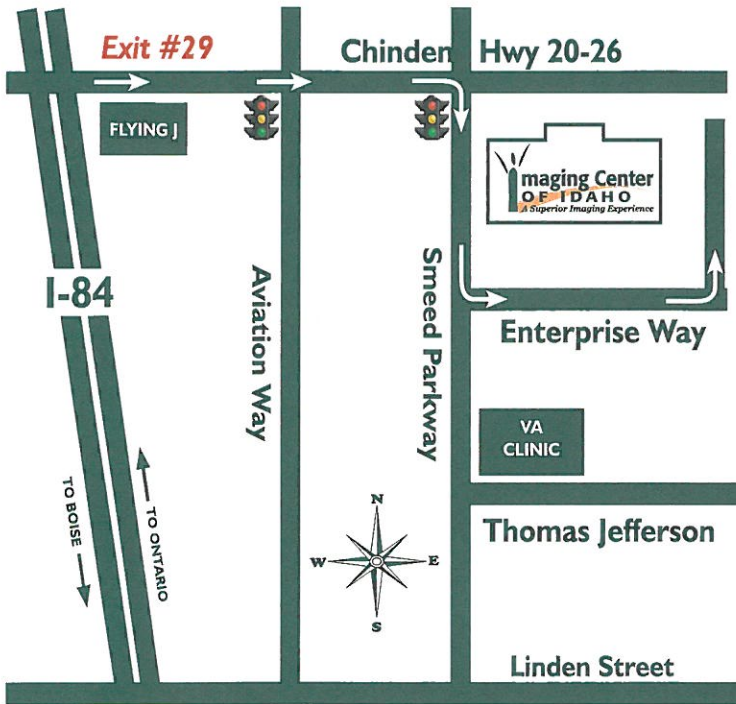 Exit #29
Chinden Hwy 20-26
FLYING J
Imaging Center
OF IDAHO
A Superior Imaging Experience
I-84
Aviation Way
Smeed Parkway
Enterprise Way
VA
CLINIC
TO BOISE
TO ONTARIO
N
W
E
S
Thomas Jefferson
Linden Street